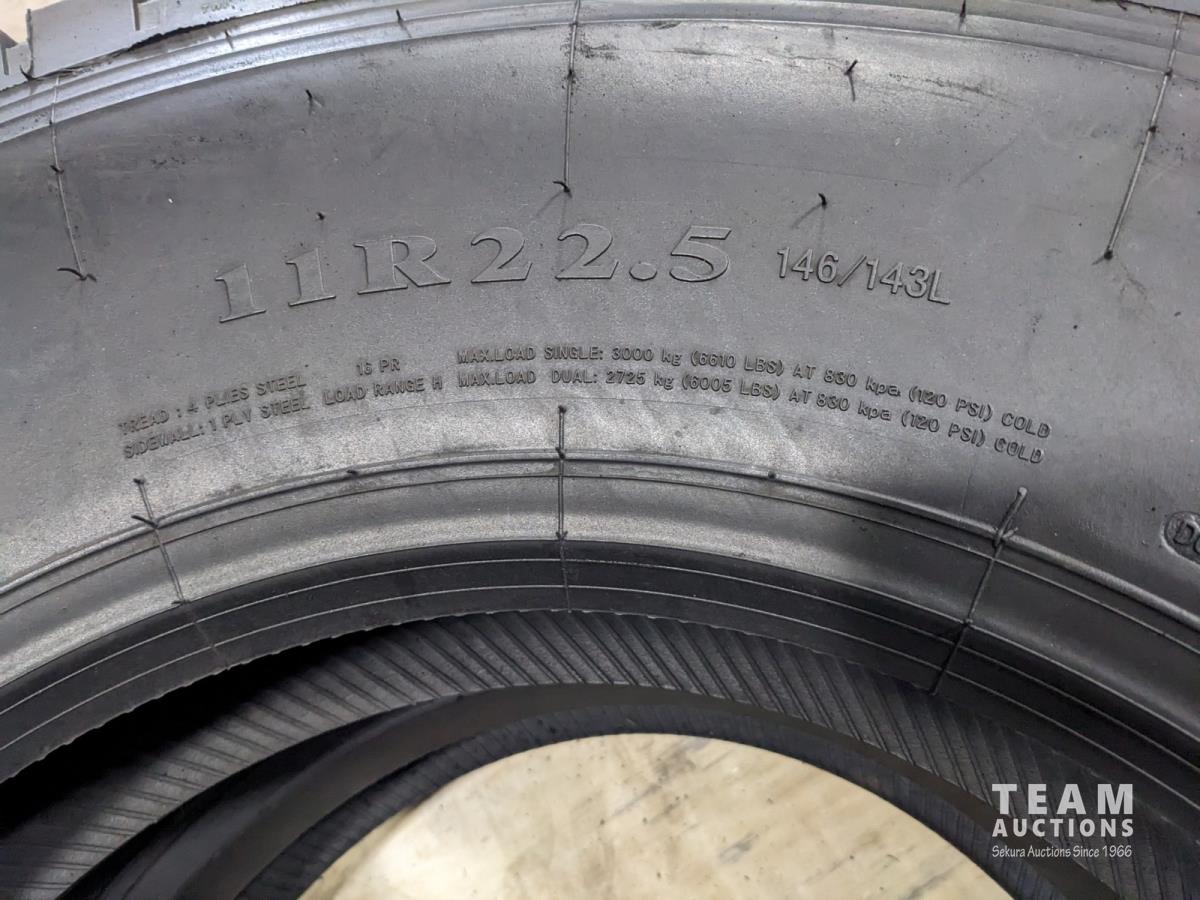 11R22.5 146/143L
TREAD : 4 PLIES STEEL 16 PR MAX.LOAD SINGLE: 3000 kg (6610 LBS) AT 830 kpa (120 PSI) COLD
SIDEWALL: 1 PLY STEEL LOAD RANGE H MAX.LOAD DUAL: 2725 kg (6005 LBS) AT 830 kpa (120 PSI) COLD
TEAM
AUCTIONS
Sekura Auctions Since 1966